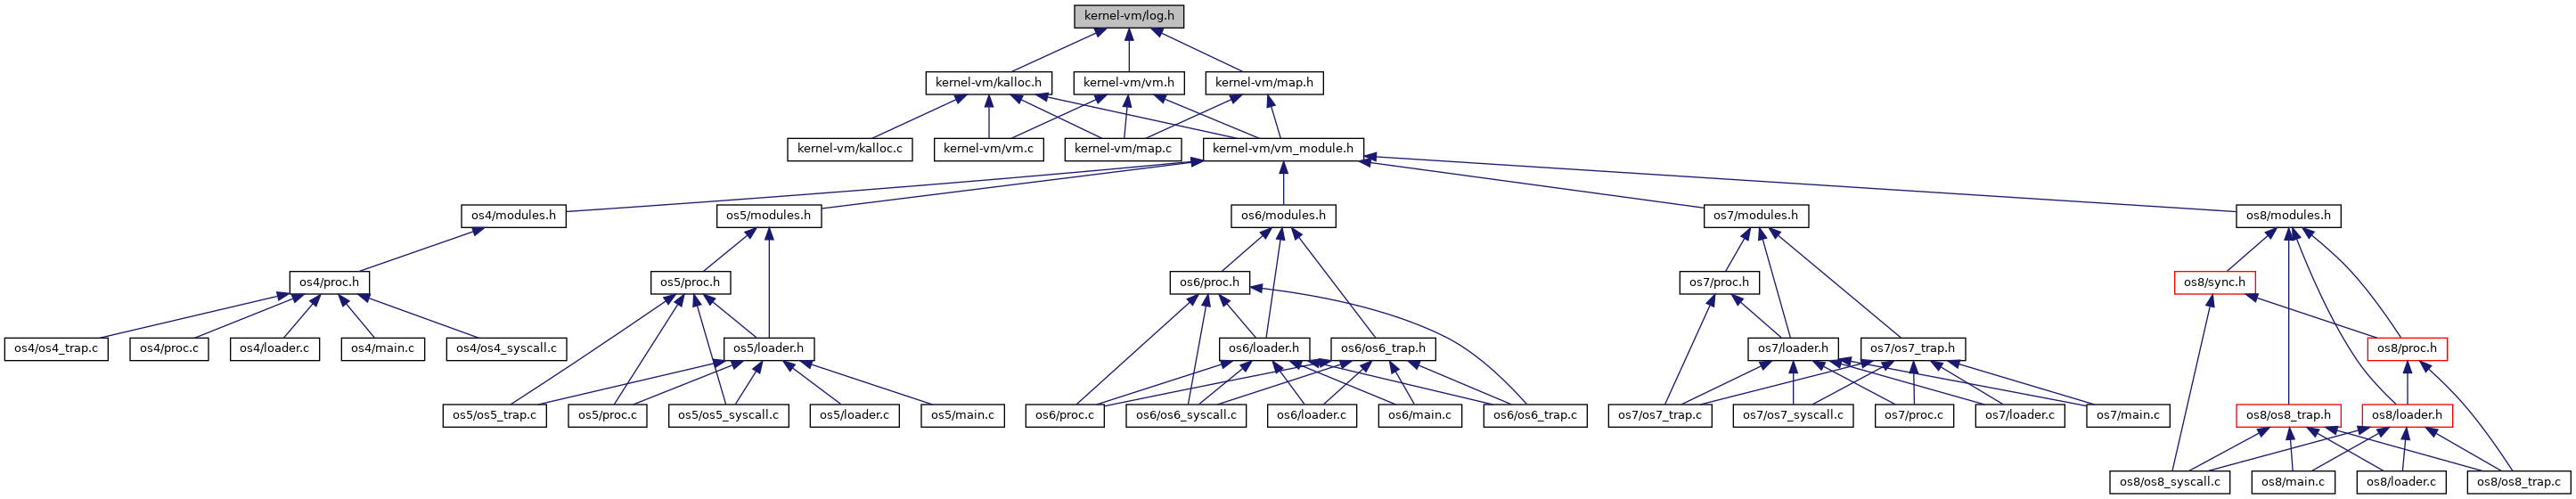 kernel-vm/log.h
kernel-vm/kalloc.h
kernel-vm/vm.h
kernel-vm/map.h
kernel-vm/kalloc.c
kernel-vm/vm.c
kernel-vm/map.c
kernel-vm/vm_module.h
os4/modules.h
os5/modules.h
os6/modules.h
os7/modules.h
os8/modules.h
os4/proc.h
os5/proc.h
os6/proc.h
os7/proc.h
os8/sync.h
os4/os4_trap.c
os4/proc.c
os4/loader.c
os4/main.c
os4/os4_syscall.c
os5/loader.h
os6/loader.h
os6/os6_trap.h
os7/loader.h
os7/os7_trap.h
os8/proc.h
os5/os5_trap.c
os5/proc.c
os5/os5_syscall.c
os5/loader.c
os5/main.c
os6/proc.c
os6/os6_syscall.c
os6/loader.c
os6/main.c
os6/os6_trap.c
os7/os7_trap.c
os7/os7_syscall.c
os7/proc.c
os7/loader.c
os7/main.c
os8/os8_trap.h
os8/loader.h
os8/os8_syscall.c
os8/main.c
os8/loader.c
os8/os8_trap.c